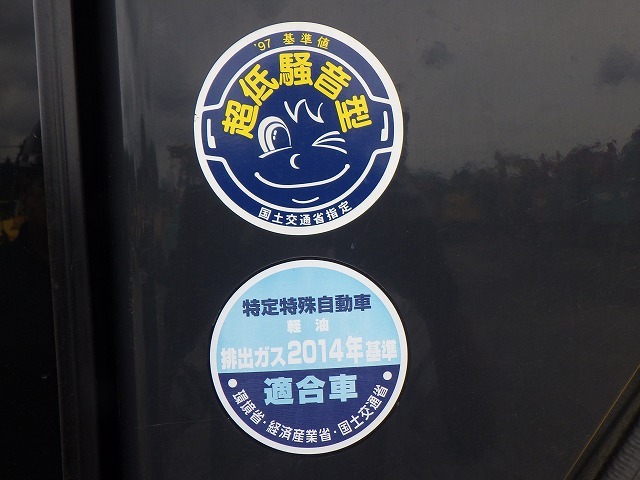 '97 基準値
超低騒音型
国土交通省指定
特定特殊自動車
軽油
排出ガス2014年基準
適合車
・環境省・経済産業省・国土交通省・